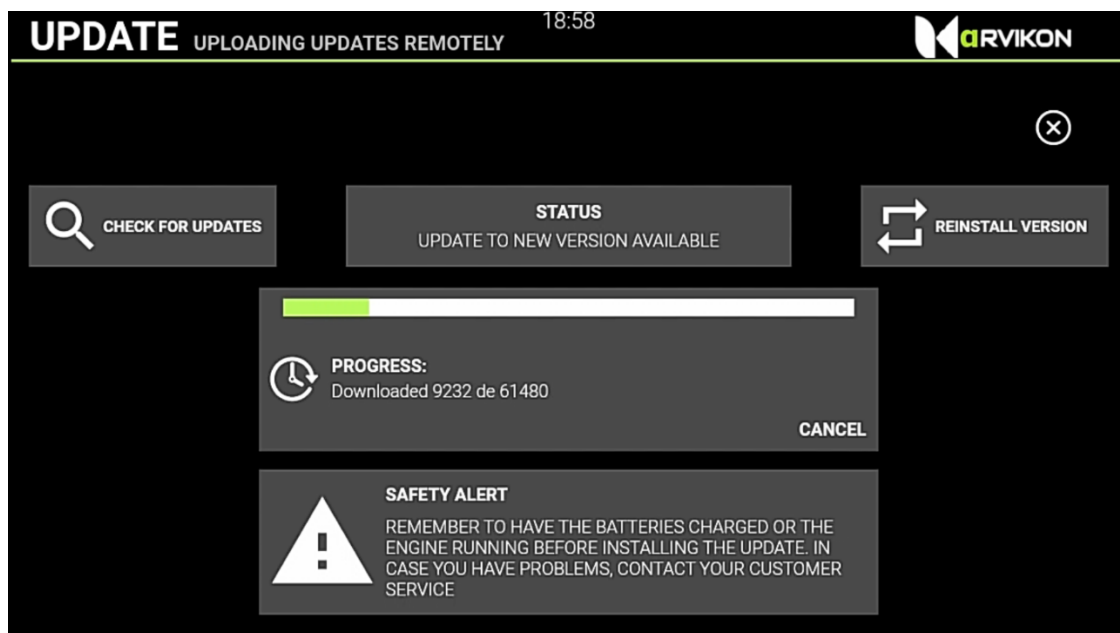 18:58
UPDATE UPLOADING UPDATES REMOTELY
aRVIKON
CHECK FOR UPDATES
STATUS
UPDATE TO NEW VERSION AVAILABLE
REINSTALL VERSION
PROGRESS:
Downloaded 9232 de 61480
CANCEL
SAFETY ALERT
REMEMBER TO HAVE THE BATTERIES CHARGED OR THE
ENGINE RUNNING BEFORE INSTALLING THE UPDATE. IN
CASE YOU HAVE PROBLEMS, CONTACT YOUR CUSTOMER
SERVICE